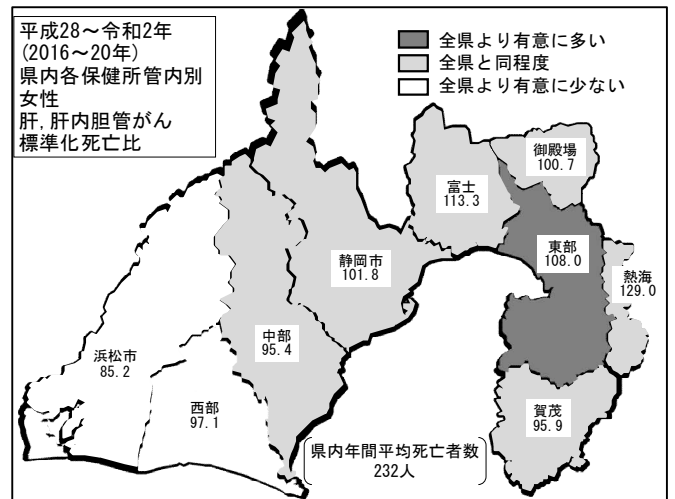 平成28～令和2年
(2016～20年)
県内各保健所管内別
女性
肝,肝内胆管がん
標準化死亡比
全県より有意に多い
全県と同程度
全県より有意に少ない
御殿場
100.7
富士
113.3
東部
108.0
熱海
129.0
静岡市
101.8
中部
95.4
浜松市
85.2
西部
97.1
賀茂
95.9
県内年間平均死亡者数
232人